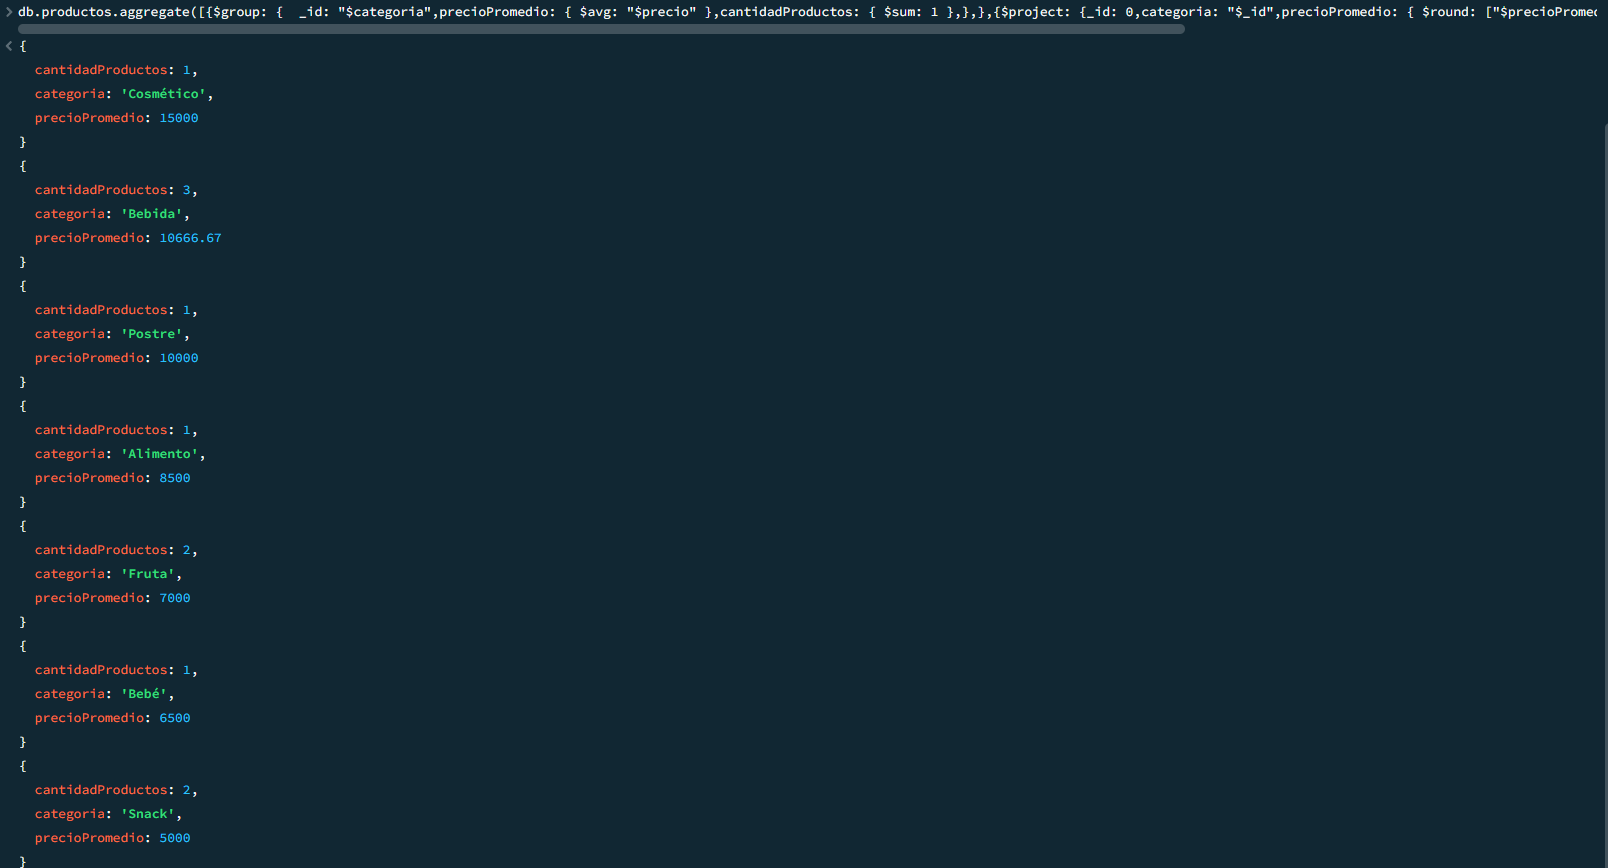 db.productos.aggregate([{$group: {  _id: "$categoria",precioPromedio: { $avg: "$precio" },cantidadProductos: { $sum: 1 },},},{$project: {_id: 0,categoria: "$_id",precioPromedio: { $round: ["$precioPromed
{
cantidadProductos: 1,
categoria: 'Cosmético',
precioPromedio: 15000
}
{
cantidadProductos: 3,
categoria: 'Bebida',
precioPromedio: 10666.67
}
{
cantidadProductos: 1,
categoria: 'Postre',
precioPromedio: 10000
}
{
cantidadProductos: 1,
categoria: 'Alimento',
precioPromedio: 8500
}
{
cantidadProductos: 2,
categoria: 'Fruta',
precioPromedio: 7000
}
{
cantidadProductos: 1,
categoria: 'Bebé',
precioPromedio: 6500
}
{
cantidadProductos: 2,
categoria: 'Snack',
precioPromedio: 5000
}